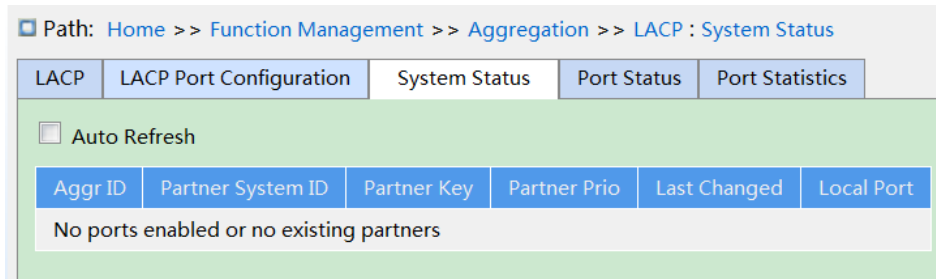 Path: Home >> Function Management >> Aggregation >> LACP : System Status
LACP LACP Port Configuration System Status Port Status Port Statistics
Auto Refresh
Aggr ID Partner System ID Partner Key Partner Prio Last Changed Local Port
No ports enabled or no existing partners